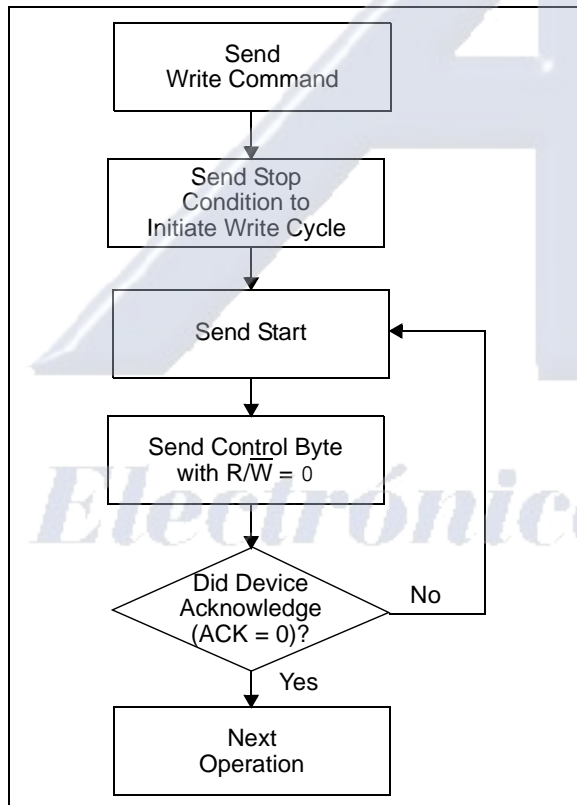 Send
Write Command
Send Stop
Condition to
Initiate Write Cycle
Send Start
Send Control Byte
with R/W̅ = 0
Did Device
Acknowledge
(ACK = 0)?
No
Yes
Next
Operation
Electrónica